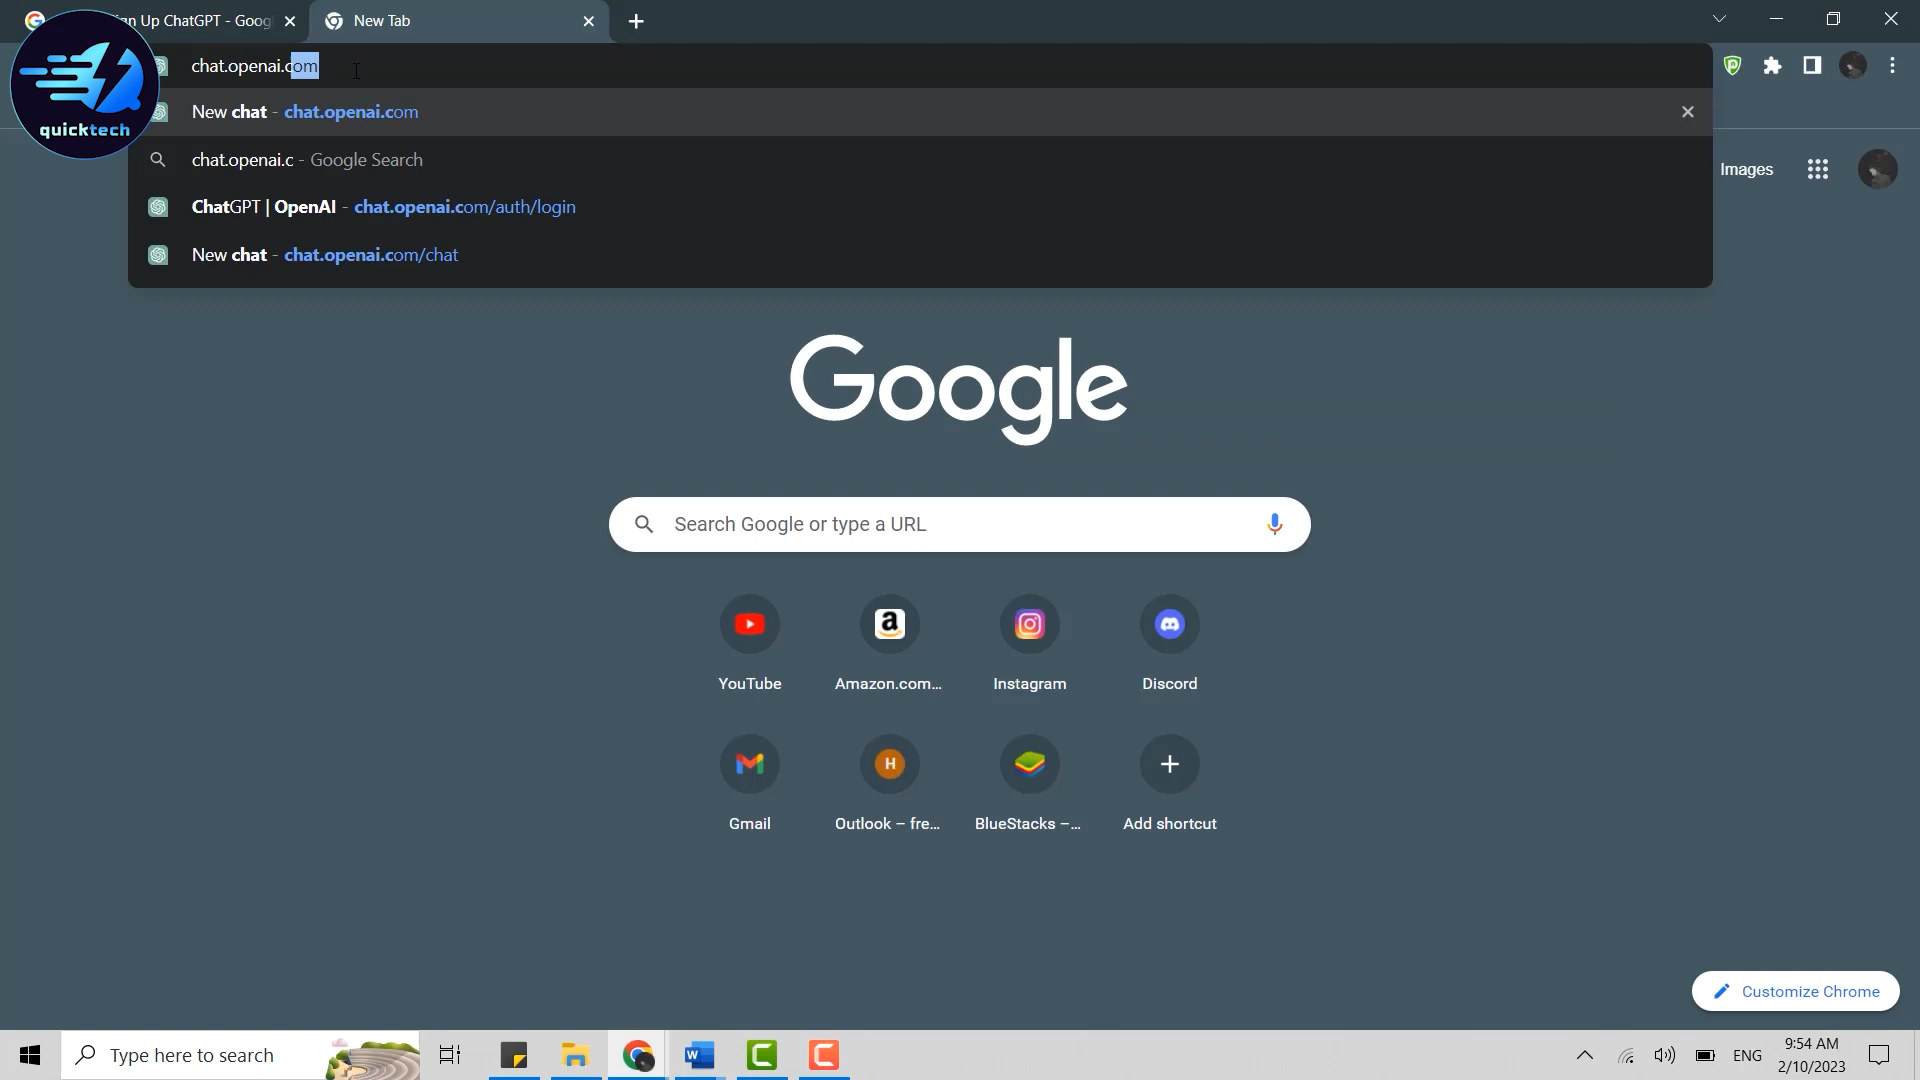 gn Up ChatGPT - Goog
New Tab
chat.openai.com
New chat - chat.openai.com
quicktech
chat.openai.c - Google Search
Images
ChatGPT | OpenAI - chat.openai.com/auth/login
New chat - chat.openai.com/chat
Google
Search Google or type a URL
a
YouTube
Amazon.com...
Instagram
Discord
H
Gmail
Outlook – fre...
BlueStacks –...
Add shortcut
Customize Chrome
Type here to search
W
ENG
9:54 AM
2/10/2023